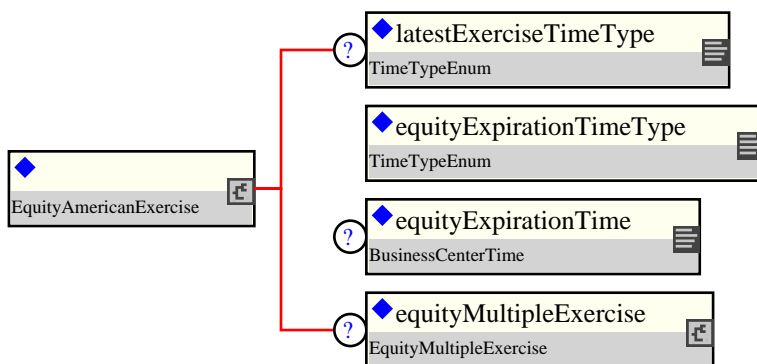 ? latestExerciseTimeType
TimeTypeEnum
equityExpirationTimeType
TimeTypeEnum
EquityAmericanExercise
? equityExpirationTime
BusinessCenterTime
? equityMultipleExercise
EquityMultipleExercise